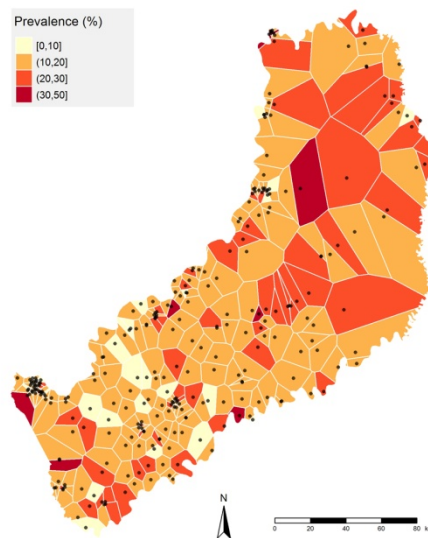 Prevalence (%)
[0,10]
(10,20]
(20,30]
(30,50]
N
0 20 40 60 80 k